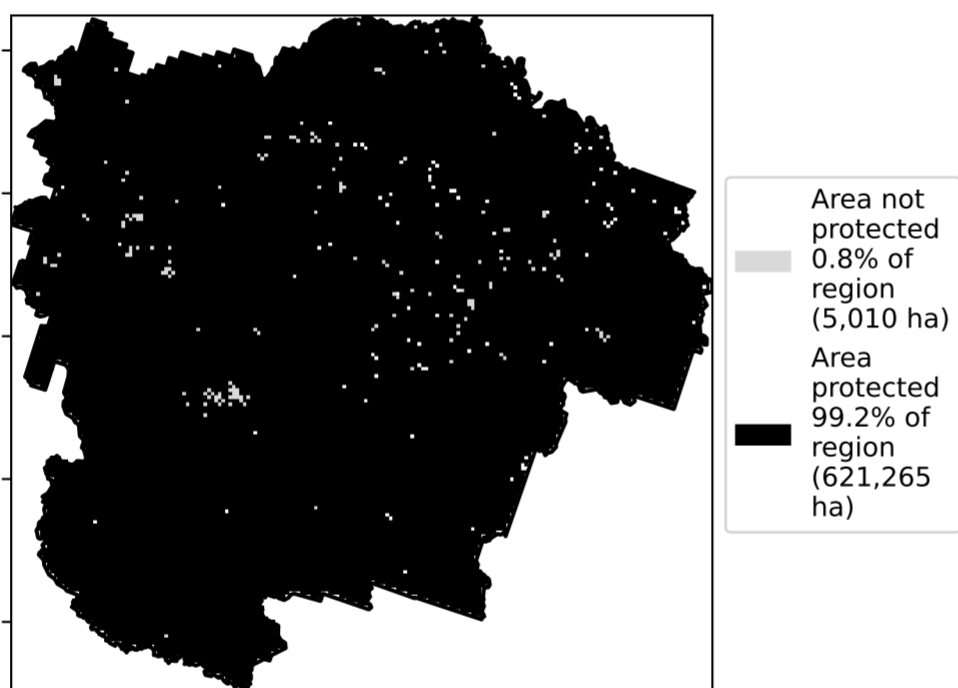 Area not
protected
0.8% of
region
(5,010 ha)
Area
protected
99.2% of
region
(621,265
ha)